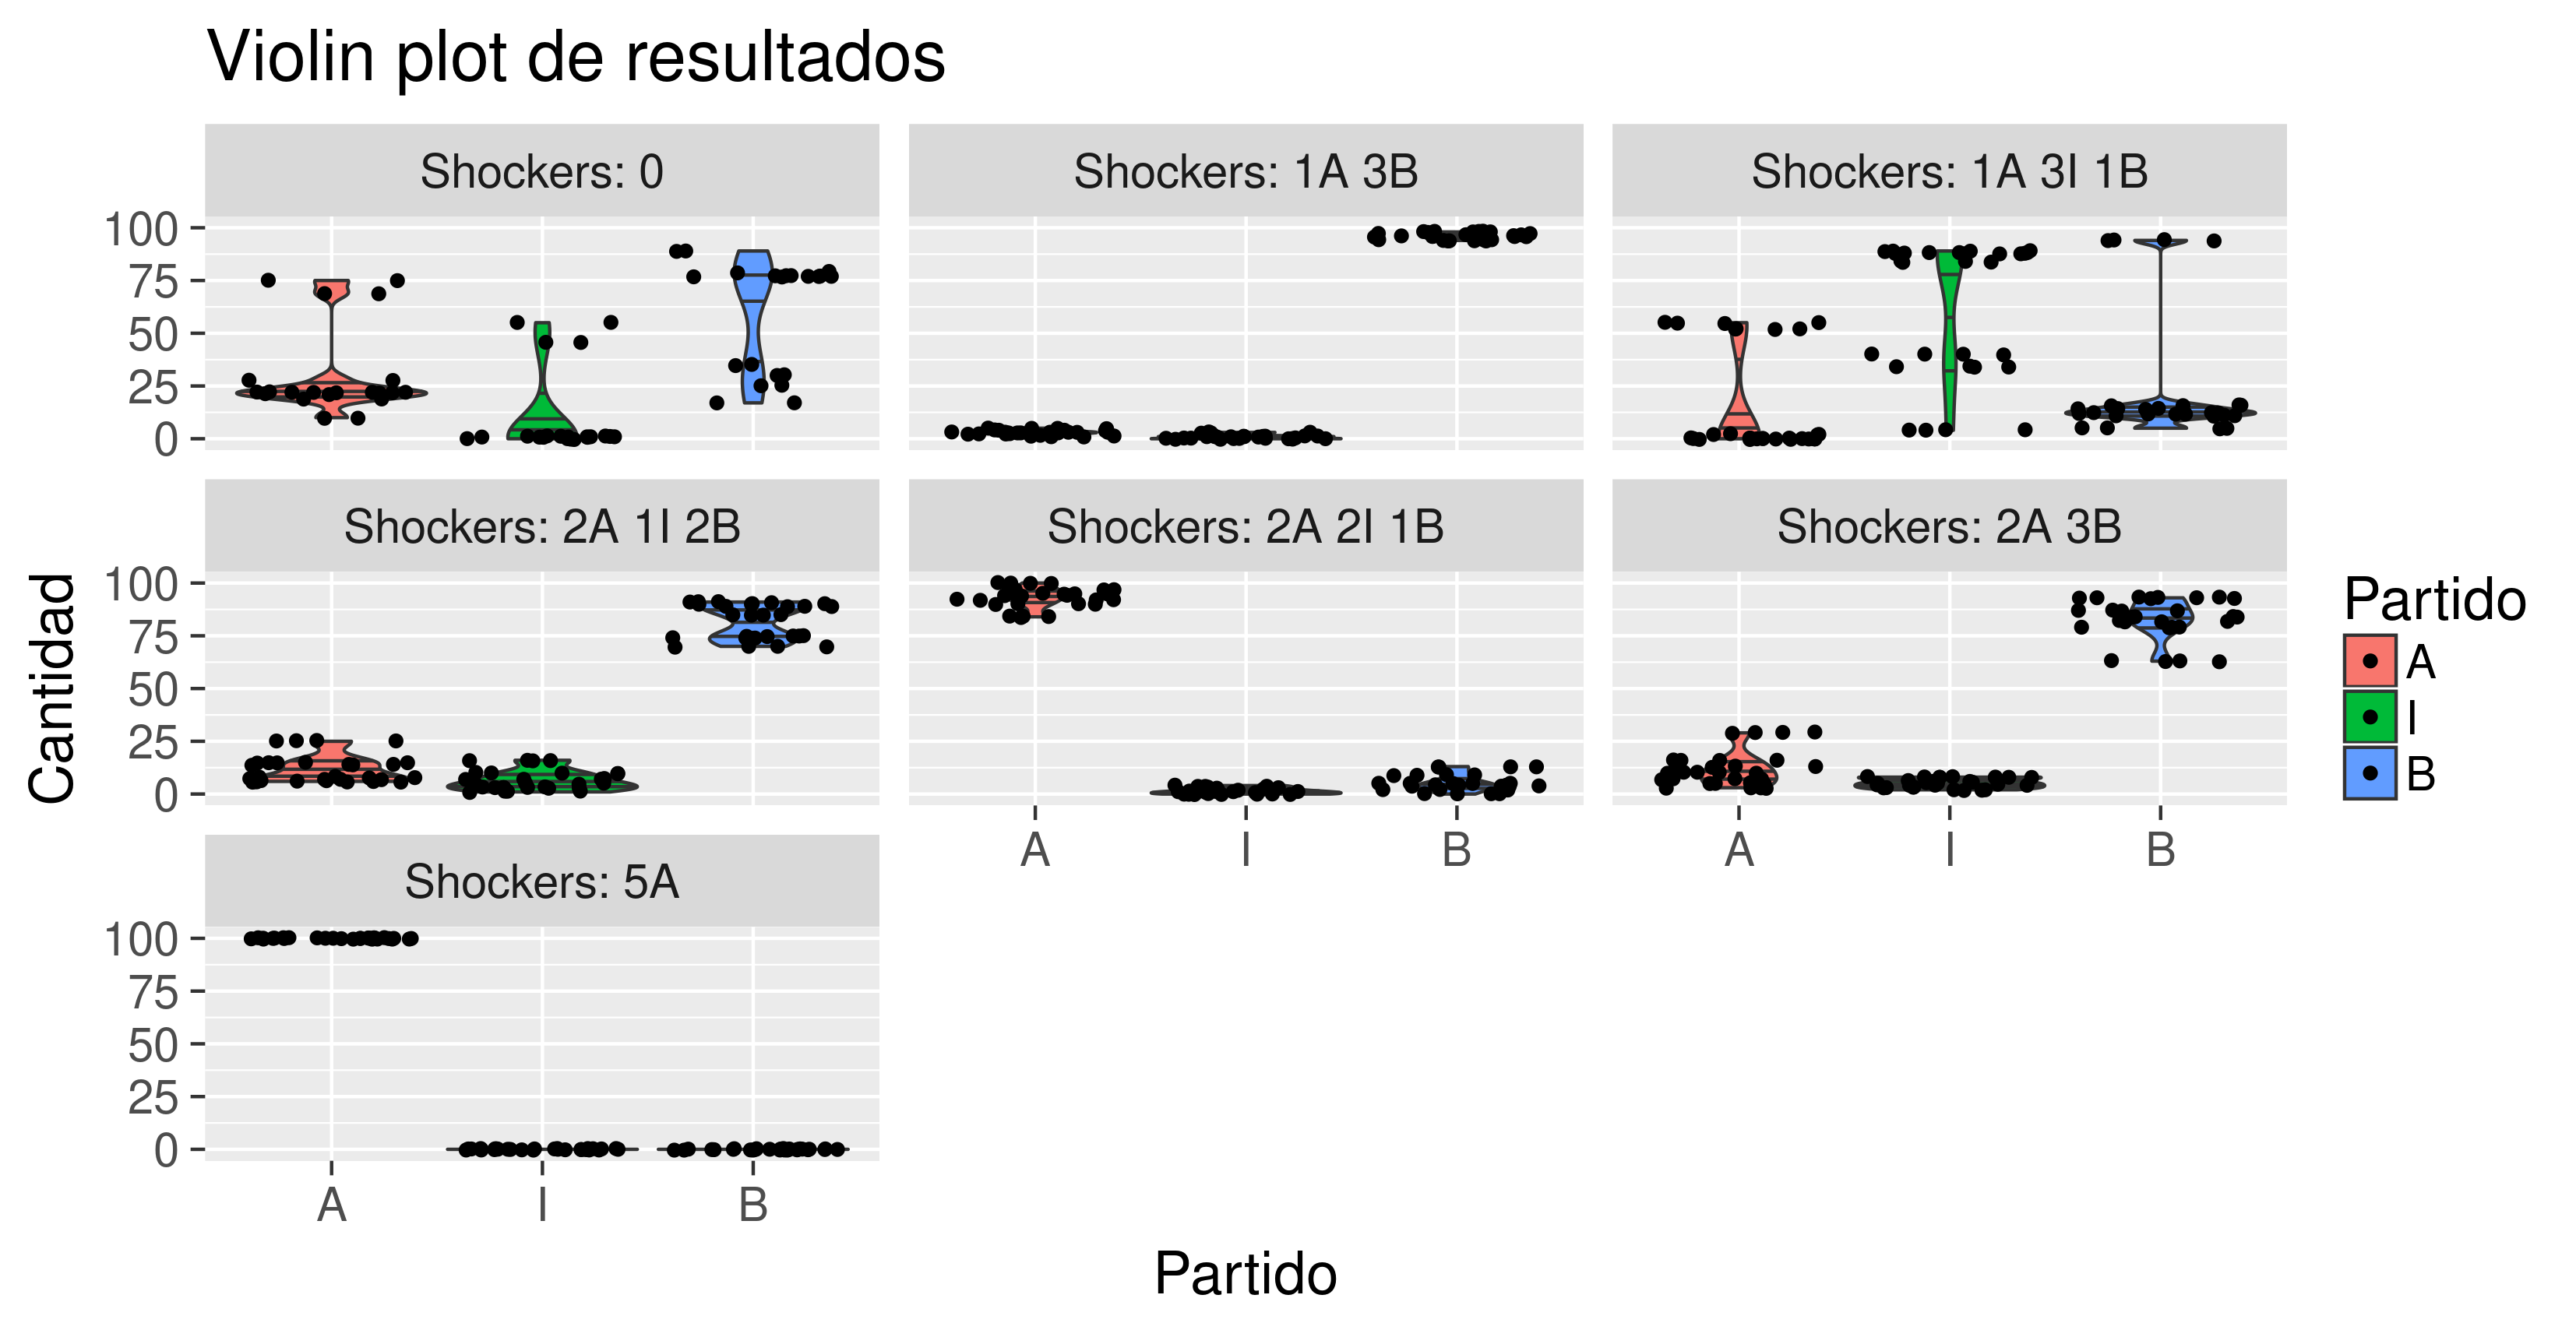 Violin plot de resultados
Shockers: 0
Shockers: 1A 3B
Shockers: 1A 3I 1B
100
75
50
25
0
Shockers: 2A 1I 2B
Shockers: 2A 2I 1B
Shockers: 2A 3B
100
75
50
25
0
A I B
A I B
Shockers: 5A
100
75
50
25
0
A I B
Cantidad
Partido
Partido
A
I
B